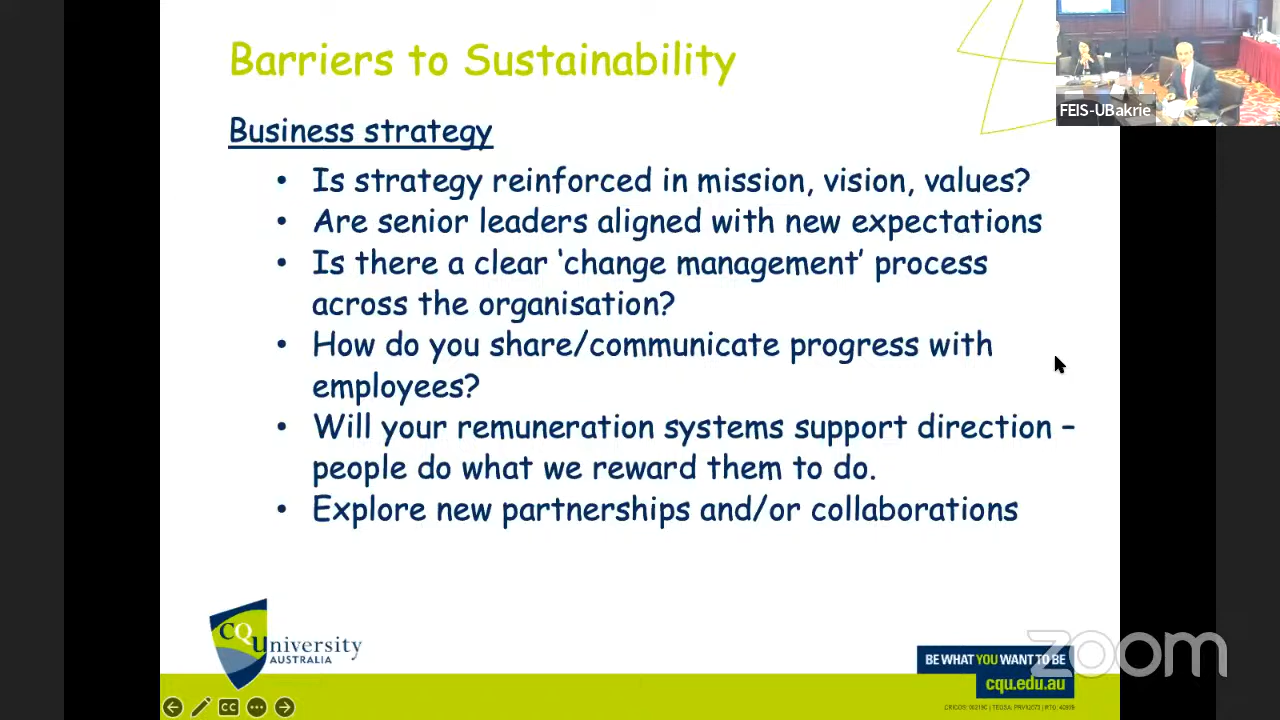 Barriers to Sustainability
FEIS-UBakrie
Business strategy
• Is strategy reinforced in mission, vision, values?
• Are senior leaders aligned with new expectations
• Is there a clear ‘change management’ process
across the organisation?
• How do you share/communicate progress with
employees?
• Will your remuneration systems support direction –
people do what we reward them to do.
• Explore new partnerships and/or collaborations
CQUniversity
AUSTRALIA
BE WHAT YOU WANT TO BE
cqu.edu.au
zoom
CC